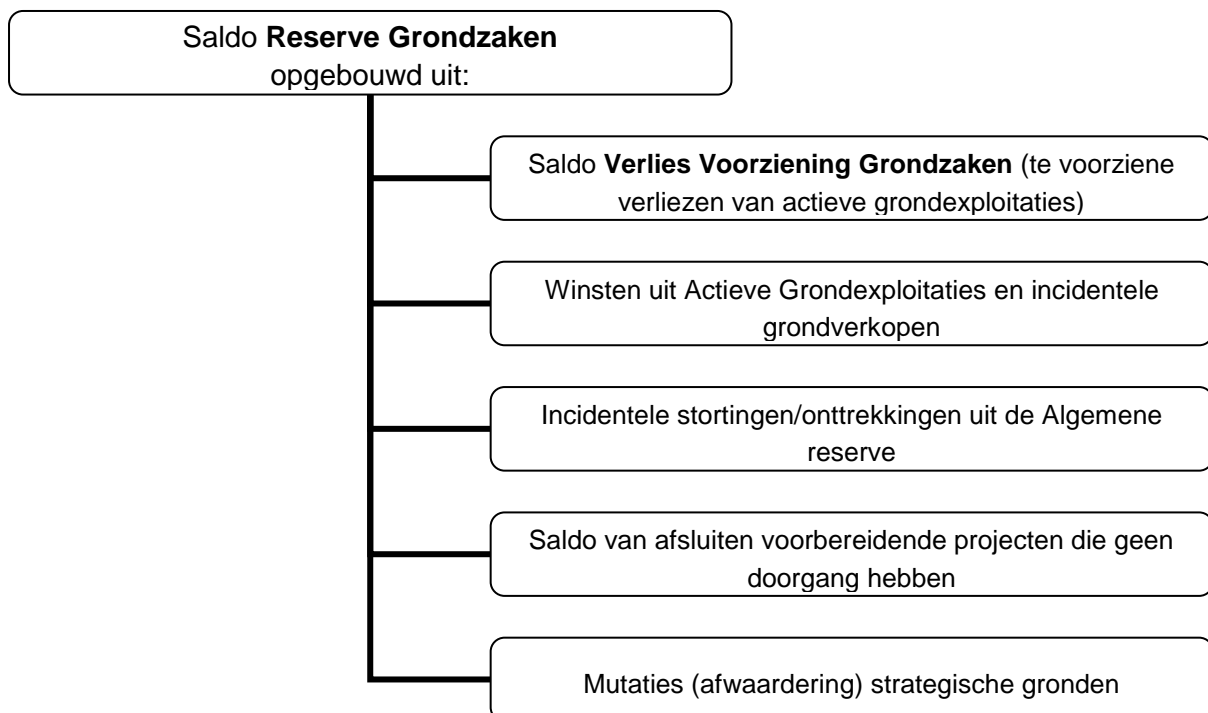 Saldo Reserve Grondzaken
opgebouwd uit:
Saldo Verlies Voorziening Grondzaken (te voorziene
verliezen van actieve grondexploitaties)
Winsten uit Actieve Grondexploitaties en incidentele
grondverkopen
Incidentele stortingen/onttrekkingen uit de Algemene
reserve
Saldo van afsluiten voorbereidende projecten die geen
doorgang hebben
Mutaties (afwaardering) strategische gronden